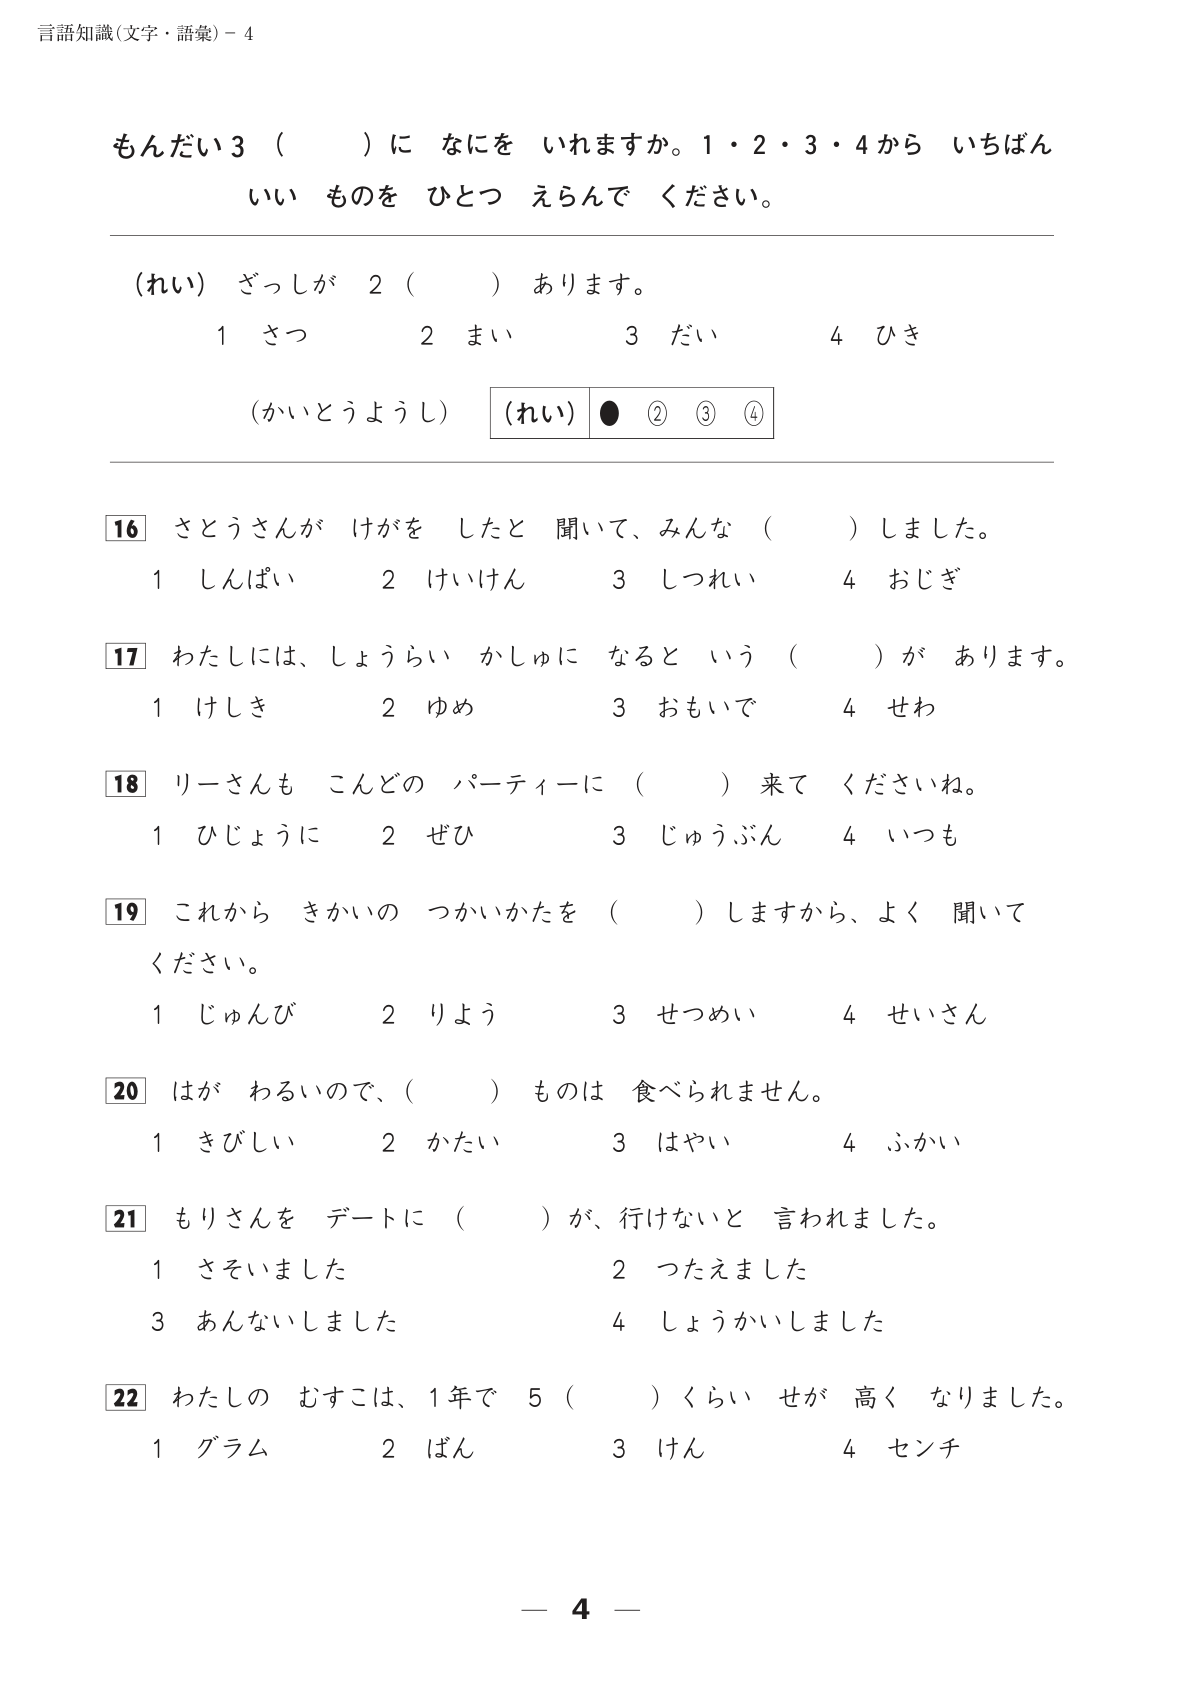 言語知識(文字・語彙)－ 4
もんだい3　(　　　)に　なにを　いれますか。1・2・3・4から　いちばん
いい　ものを　ひとつ　えらんで　ください。
(れい)　ざっしが　2 (　　　)　あります。
1　さつ　　2　まい　　3　だい　　4　ひき
(かいとうようし)　(れい) ● ② ③ ④
16　さとうさんが　けがを　したと　聞いて、みんな　(　　　) しました。
1　しんぱい　　2　けいけん　　3　しつれい　　4　おじぎ
17　わたしには、しょうらい　かしゅに　なると　いう　(　　　) が　あります。
1　けしき　　2　ゆめ　　3　おもいで　　4　せわ
18　リーさんも　こんどの　パーティーに　(　　　)　来て　くださいね。
1　ひじょうに　　2　ぜひ　　3　じゅうぶん　　4　いつも
19　これから　きかいの　つかいかたを　(　　　) しますから、よく　聞いて
ください。
1　じゅんび　　2　りよう　　3　せつめい　　4　せいさん
20　はが　わるいので、(　　　)　ものは　食べられません。
1　きびしい　　2　かたい　　3　はやい　　4　ふかい
21　もりさんを　デートに　(　　　) が、行けないと　言われました。
1　さそいました　　2　つたえました
3　あんないしました　　4　しょうかいしました
22　わたしの　むすこは、1年で　5 (　　　) くらい　せが　高く　なりました。
1　グラム　　2　ばん　　3　けん　　4　センチ
― 4 ―